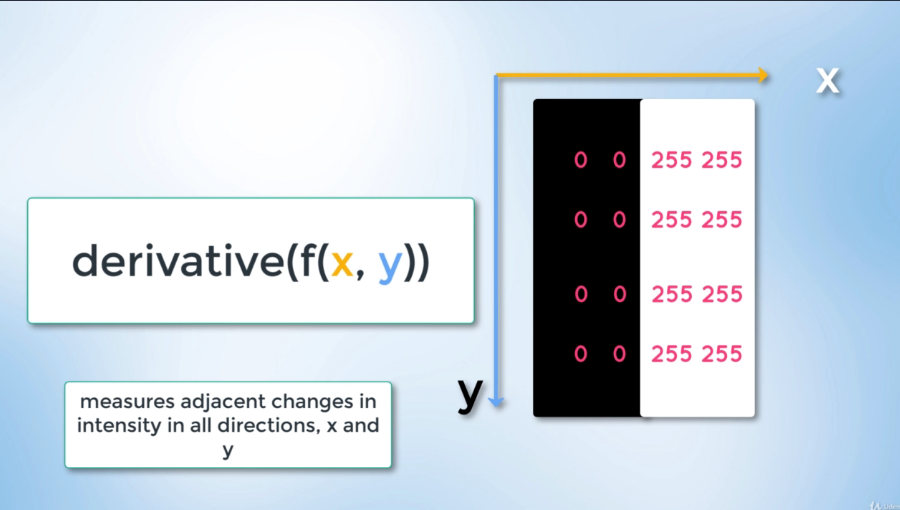 x
0 0 255 255
0 0 255 255
derivative(f(x, y))
0 0 255 255
0 0 255 255
y
measures adjacent changes in
intensity in all directions, x and
y